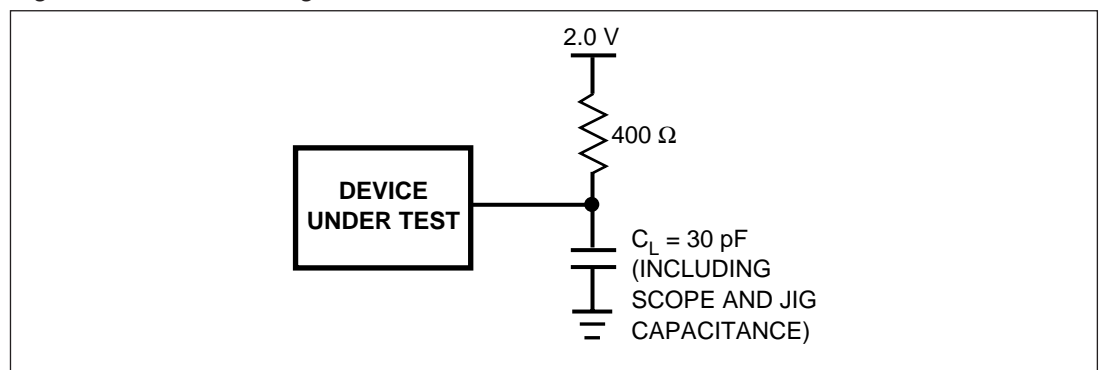 2.0 V
400 Ω
DEVICE
UNDER TEST
C_L = 30 pF
(INCLUDING
SCOPE AND JIG
CAPACITANCE)